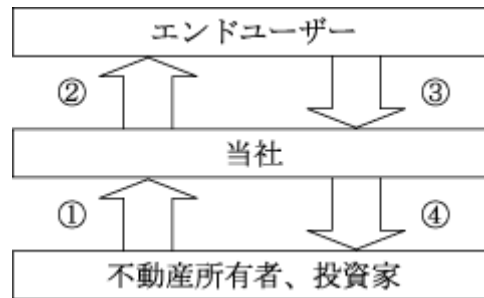 エンドユーザー
② ③
当社
① ④
不動産所有者、投資家